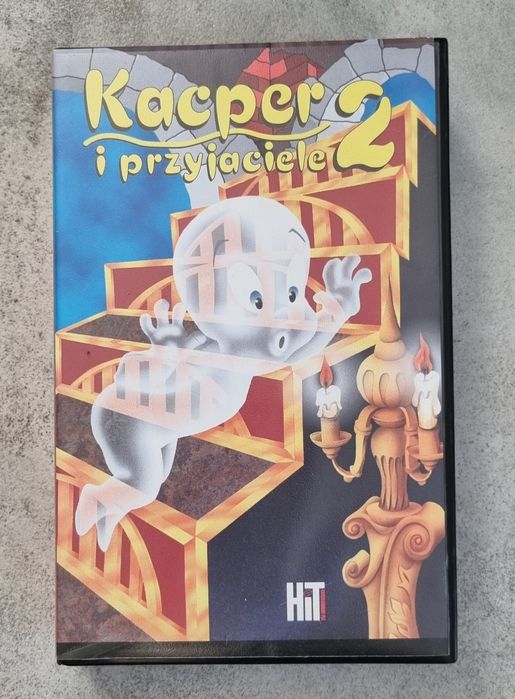 Kacper
i przyjaciele 2
HiT